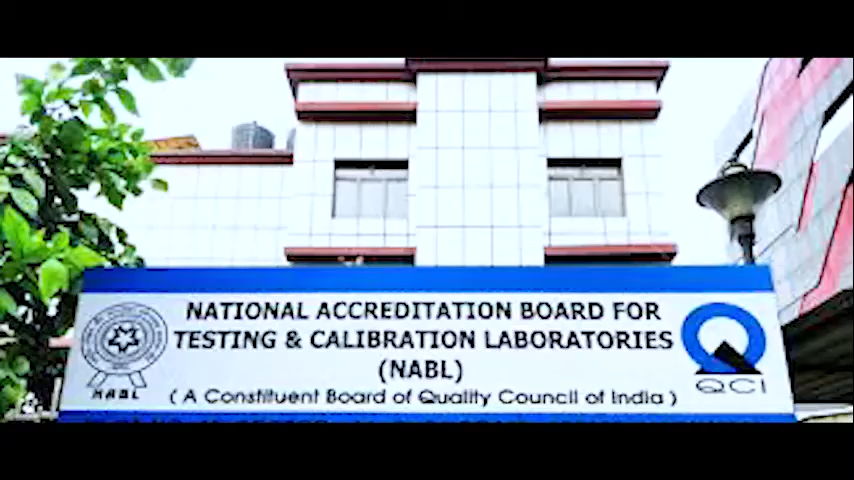 NATIONAL ACCREDITATION BOARD FOR
TESTING & CALIBRATION LABORATORIES
(NABL)
( A Constituent Board of Quality Council of India )
NABL
QCI